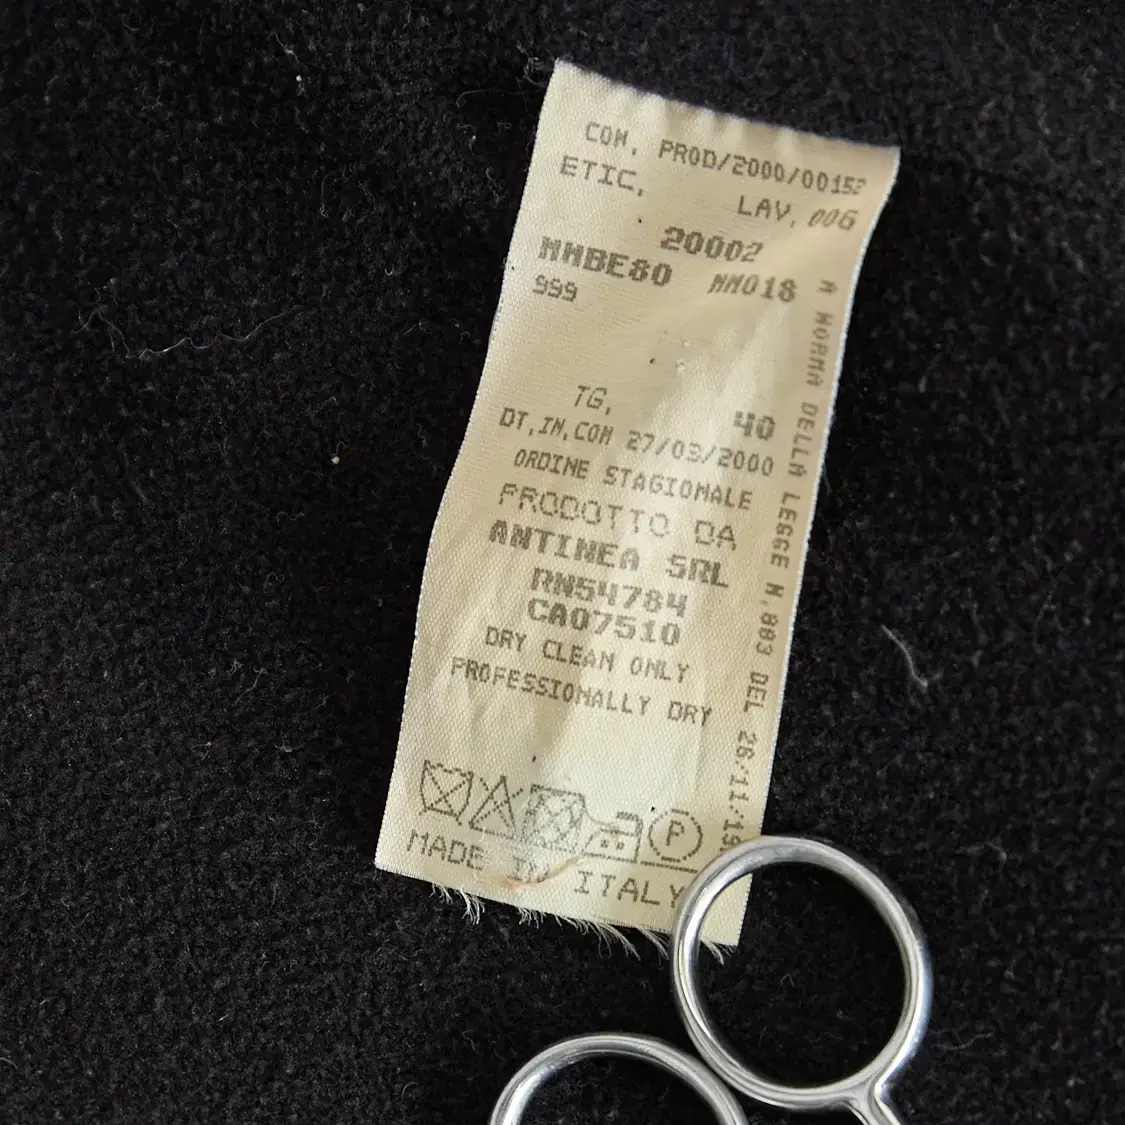 COM. PROD/2000/00152
ETIC. LAV. 006
20002
NMBE80 MM018
999
TG. 40
DT.IN.COM 27/03/2000
ORDINE STAGIONALE
PRODOTTO DA
ANTINEA SRL
RN54784
CA07510
DRY CLEAN ONLY
PROFESSIONALLY DRY
P
MADE IN ITALY
A NORMA DELLA LEGGE N.883 DEL 26/11/19